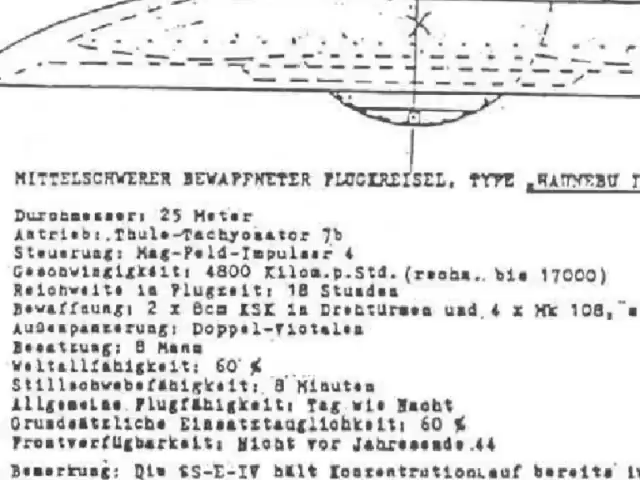 MITTELSCHWERER BEWAFFNETER FLUGKREISEL, TYPE „HAUNEBU I
Durchmesser: 25 Meter
Antrieb: Thule-Tachyonator 7b
Steuerung: Mag-Feld-Impulser 4
Geschwingigkeit: 4800 Kilom.p.Std. (rechn. bis 17000)
Reichweite in Flugzeit: 18 Stunden
Bewaffnung: 2 x 8cm KSK in Drehtürmen und 4 x Mk 108,
Außenpanzerung: Doppel-Viotalen
Besatzung: 8 Mann
Weltallfähigkeit: 60 %
Stillschwebefähigkeit: 8 Minuten
Allgemeine Flugfähigkeit: Tag wie Nacht
Grundsätzliche Einsatztauglichkeit: 60 %
Frontverfügbarkeit: Nicht vor Jahresende 44
Bemerkung: Die SS-E-IV hält Konzentration auf bereits